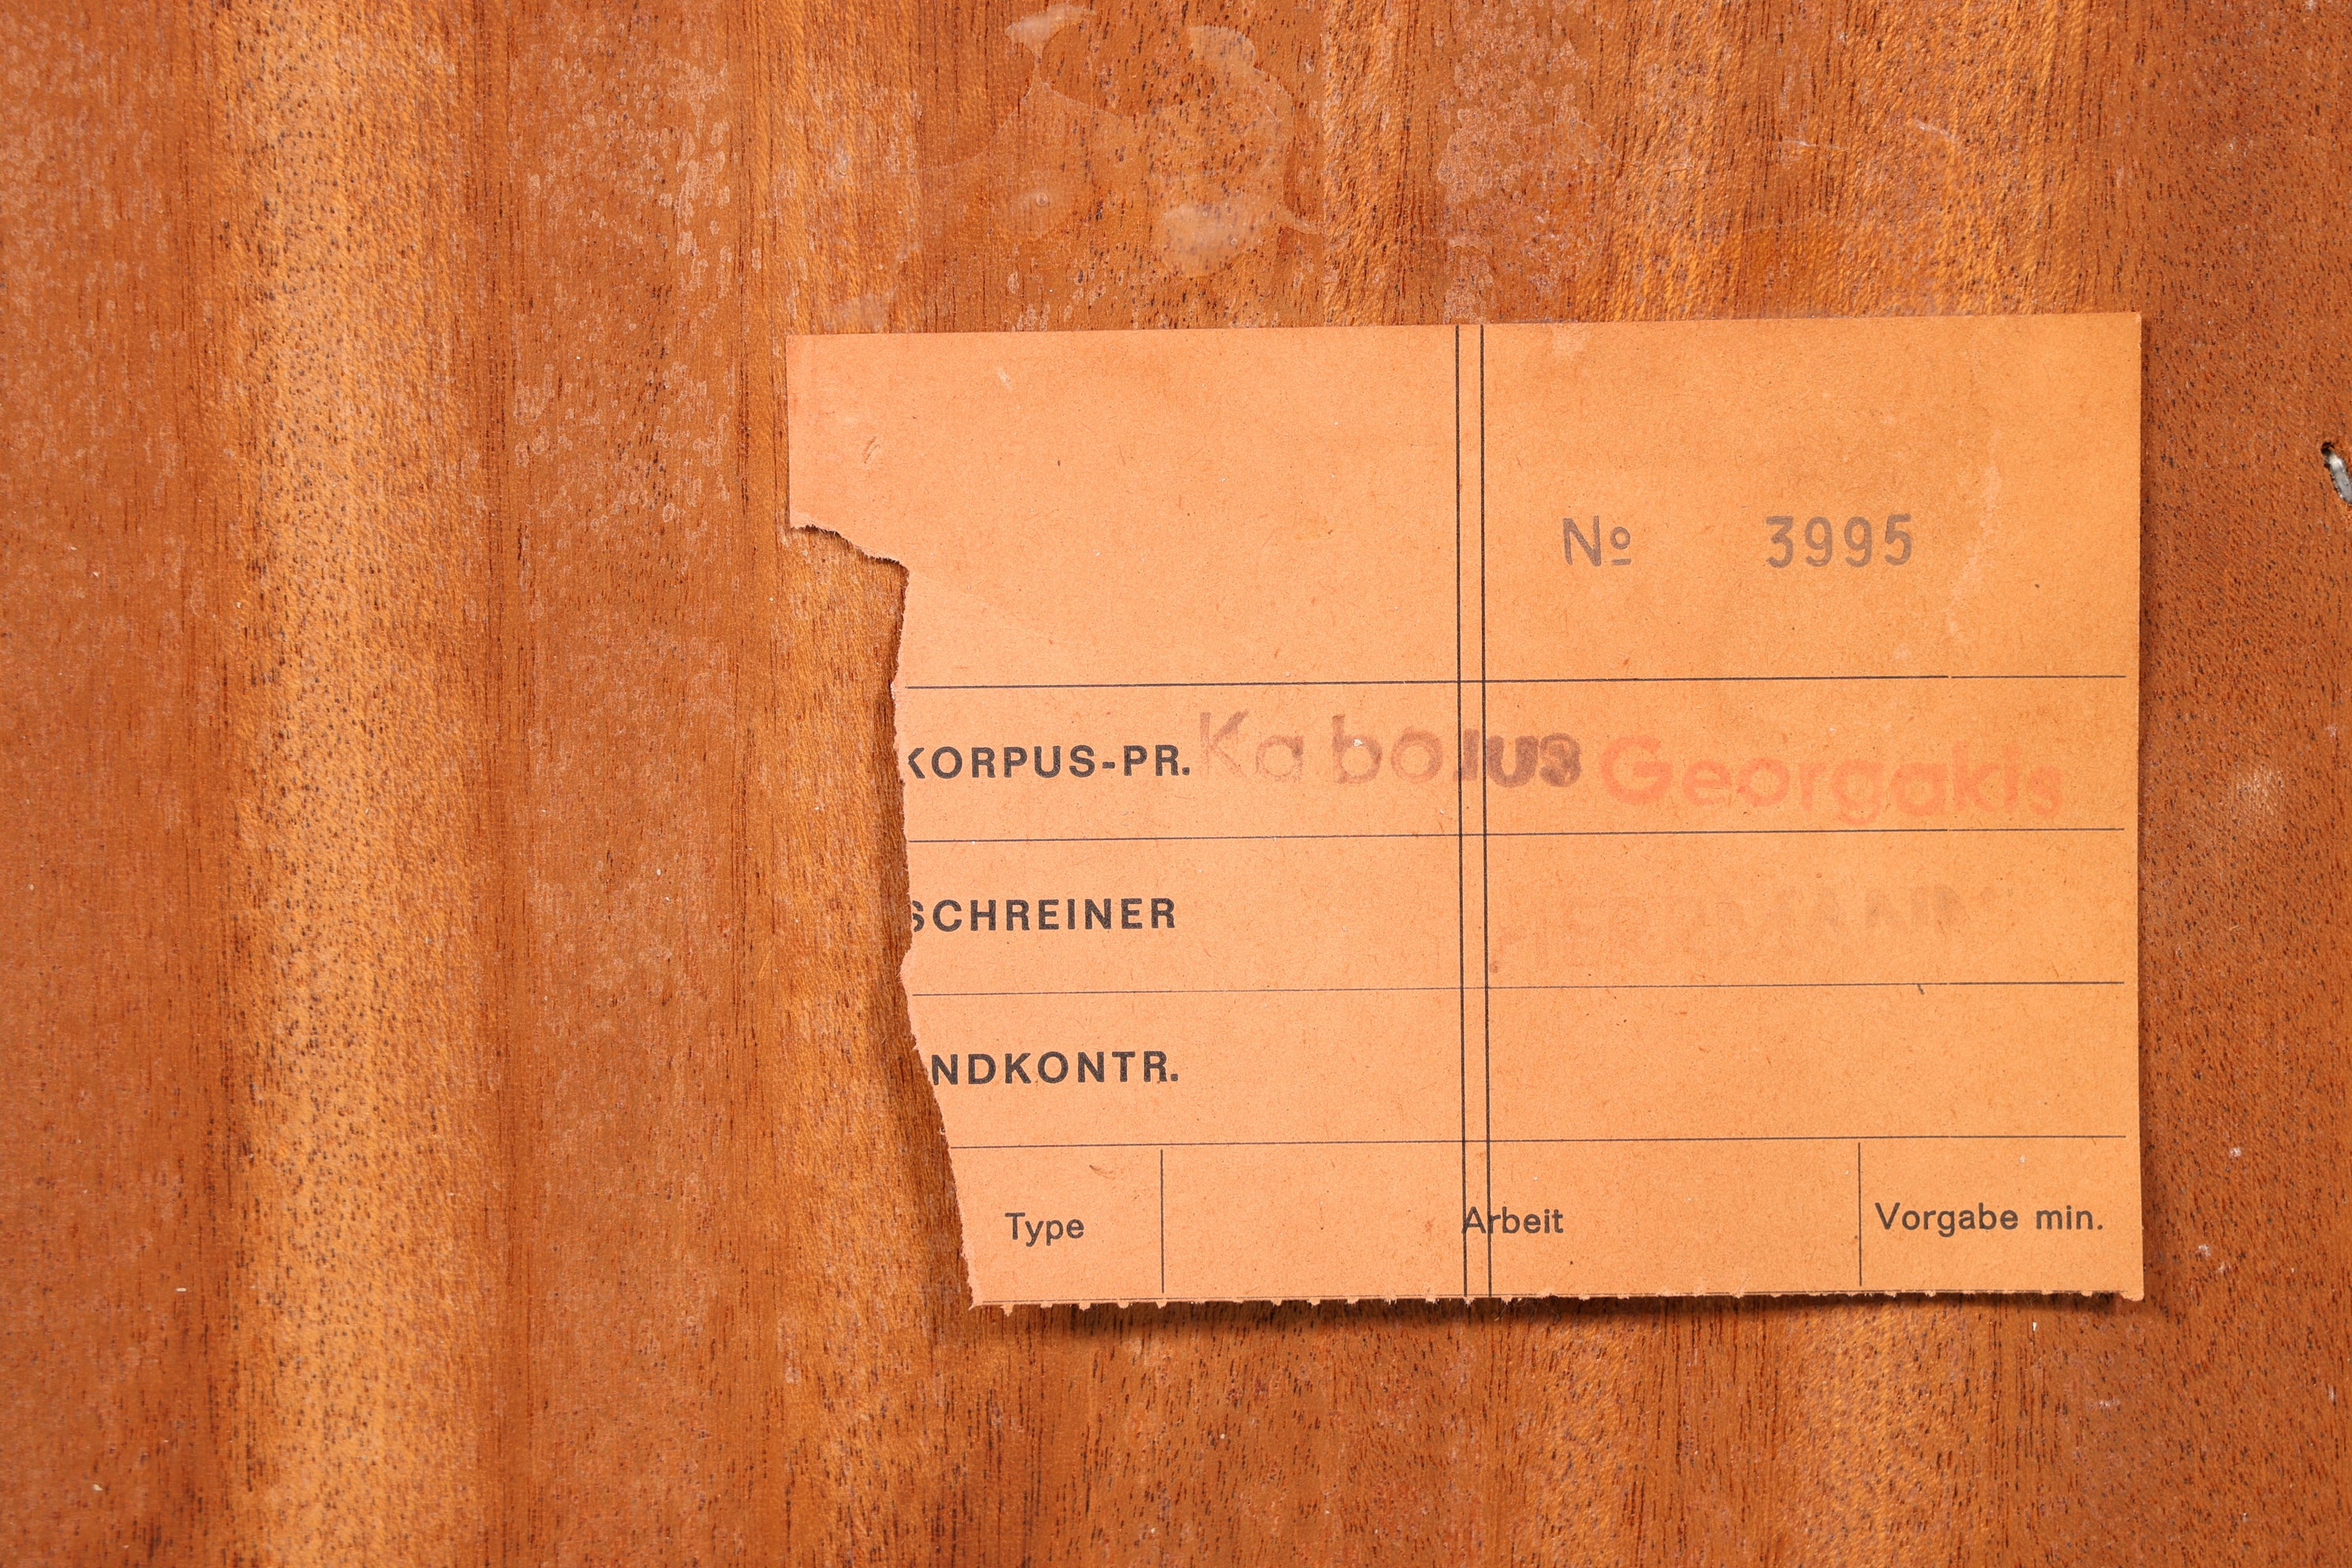 Nº 3995
KORPUS-PR. Georgakis
SCHREINER
NDKONTR.
Type Arbeit Vorgabe min.